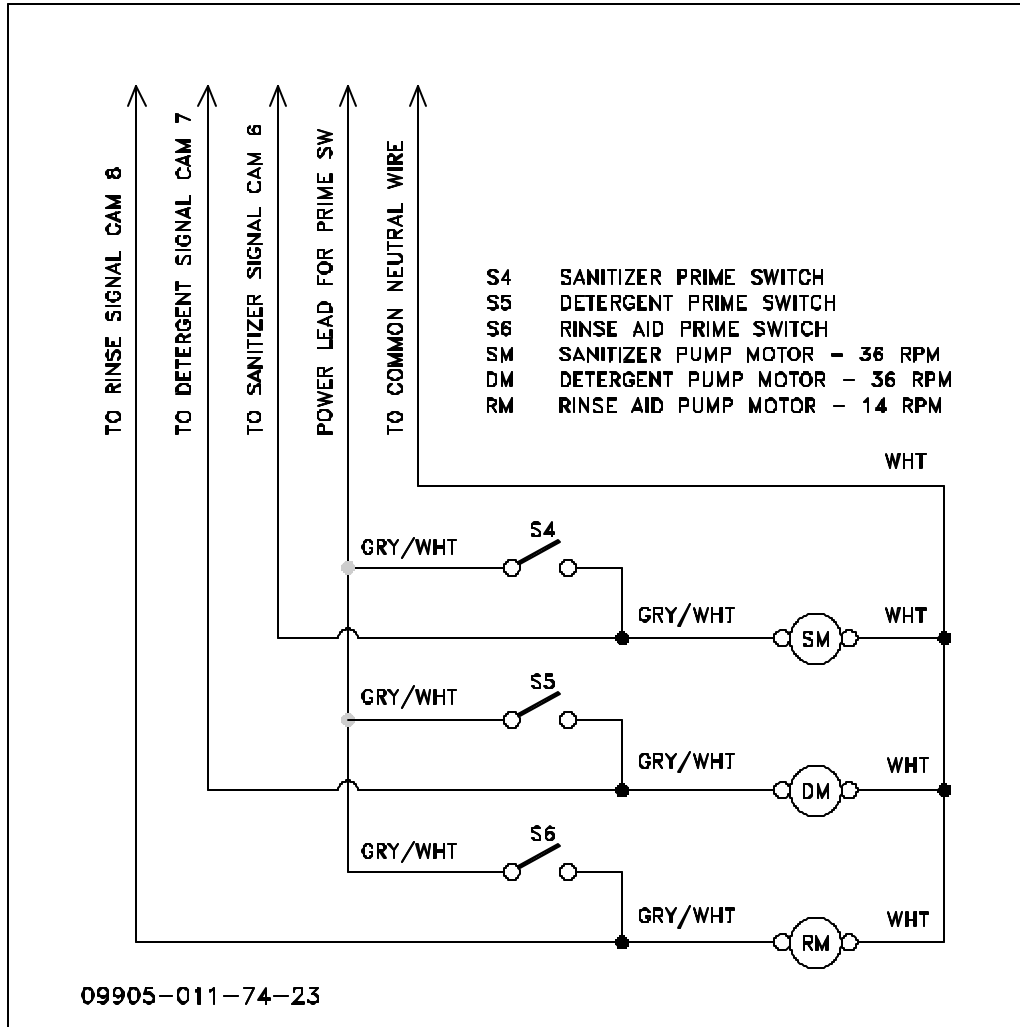 TO RINSE SIGNAL CAM 8
TO DETERGENT SIGNAL CAM 7
TO SANITIZER SIGNAL CAM 6
POWER LEAD FOR PRIME SW
TO COMMON NEUTRAL WIRE
S4 SANITIZER PRIME SWITCH
S5 DETERGENT PRIME SWITCH
S6 RINSE AID PRIME SWITCH
SM SANITIZER PUMP MOTOR - 36 RPM
DM DETERGENT PUMP MOTOR - 36 RPM
RM RINSE AID PUMP MOTOR - 14 RPM
WHT
S4
GRY/WHT
GRY/WHT
SM
WHT
S5
GRY/WHT
GRY/WHT
DM
WHT
S6
GRY/WHT
GRY/WHT
RM
WHT
09905-011-74-23